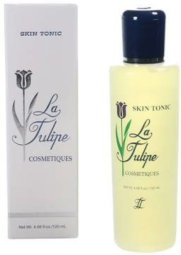 SKIN TONIC
La
Tulipe
COSMETIQUES
SKIN TONIC
La
Tulipe
COSMETIQUES